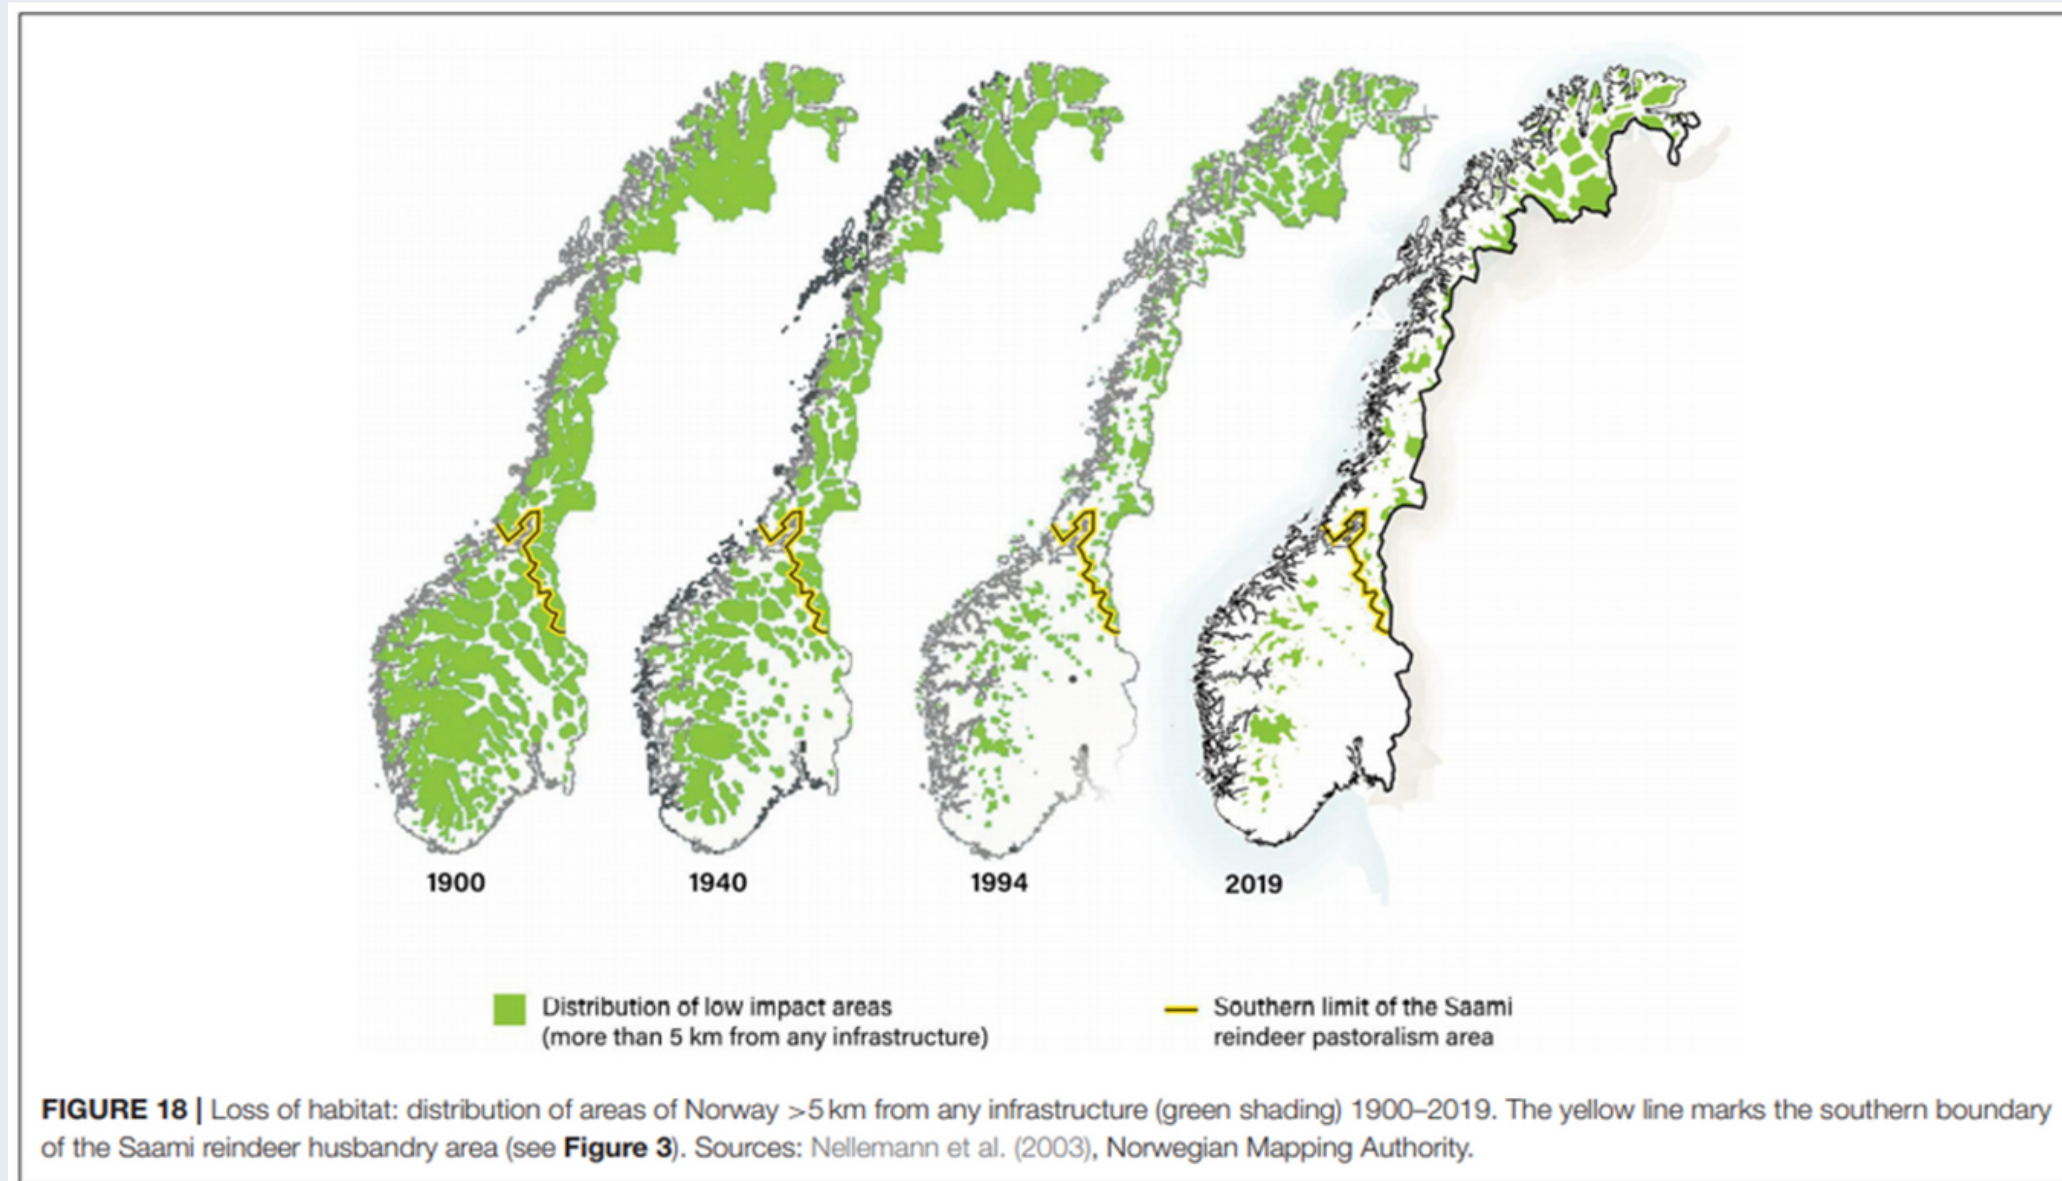 1900
1940
1994
2019
Distribution of low impact areas
(more than 5 km from any infrastructure)
Southern limit of the Saami
reindeer pastoralism area
FIGURE 18 | Loss of habitat: distribution of areas of Norway >5 km from any infrastructure (green shading) 1900–2019. The yellow line marks the southern boundary
of the Saami reindeer husbandry area (see Figure 3). Sources: Nellemann et al. (2003), Norwegian Mapping Authority.